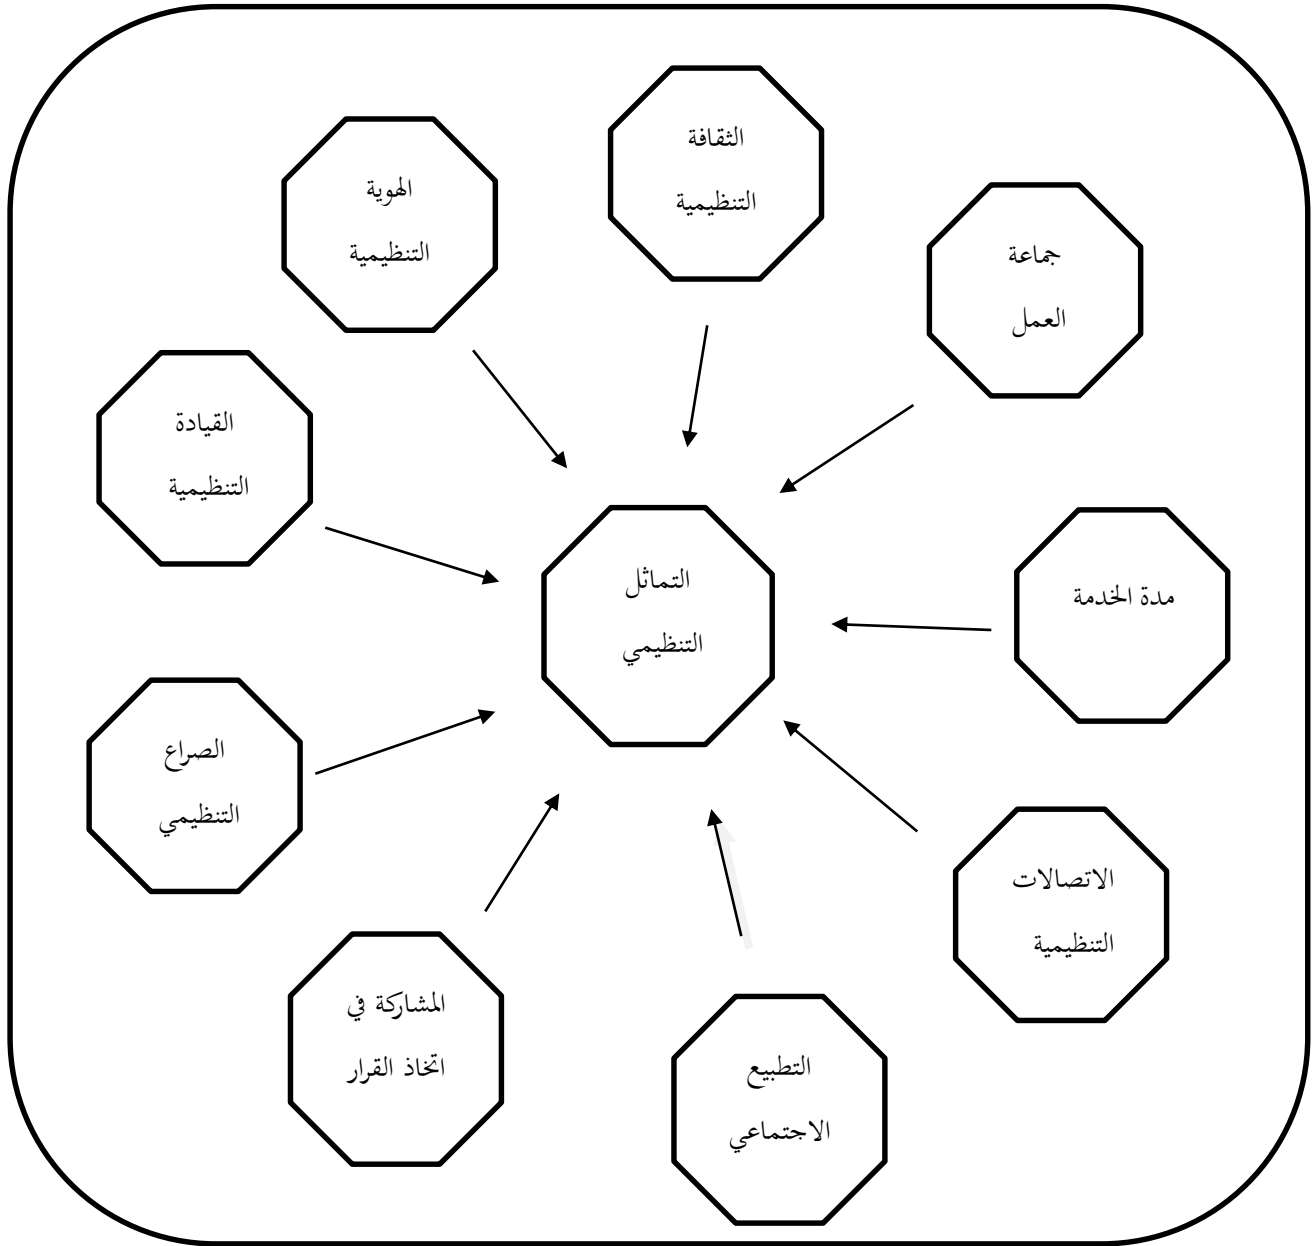 الثقافة
التنظيمية
الهوية
التنظيمية
جماعة
العمل
القيادة
التنظيمية
التماثل
التنظيمي
مدة الخدمة
الصراع
التنظيمي
الاتصالات
التنظيمية
المشاركة في
اتخاذ القرار
التطبيع
الاجتماعي